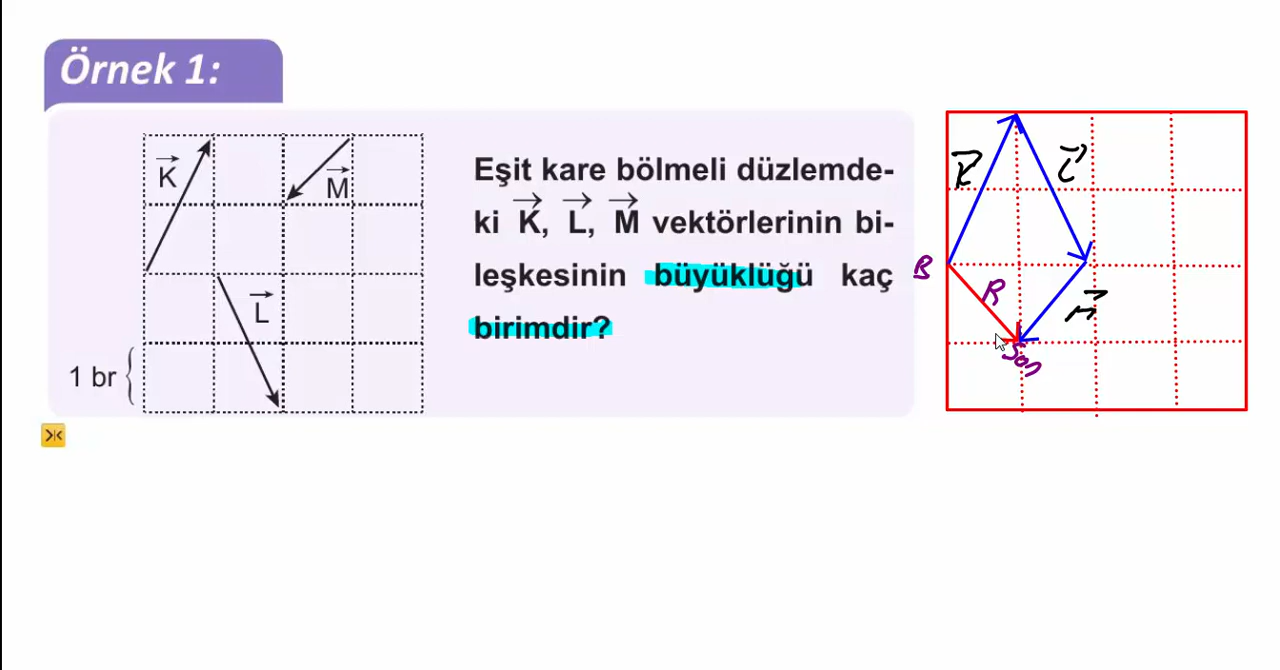 Örnek 1:
K
M
L
1 br
Eşit kare bölmeli düzlemde-
ki K, L, M vektörlerinin bi-
leşkesinin büyüklüğü kaç
birimdir?
K
L
B
R
M
Son